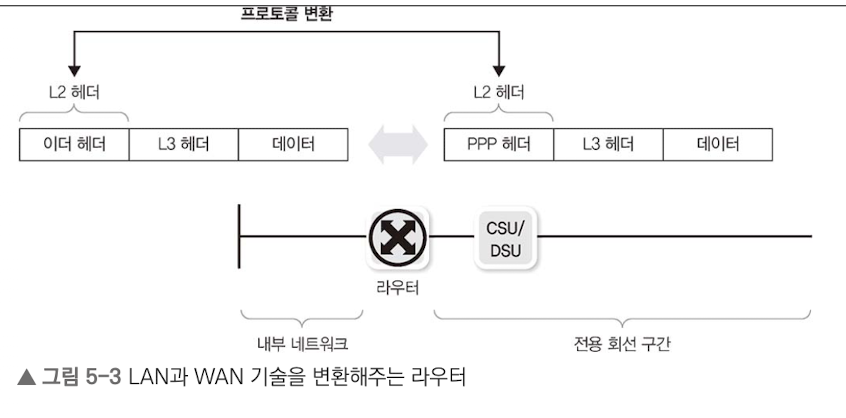 프로토콜 변환
L2 헤더
L2 헤더
이더 헤더 L3 헤더 데이터
PPP 헤더 L3 헤더 데이터
CSU/
DSU
라우터
내부 네트워크
전용 회선 구간
▲ 그림 5-3 LAN과 WAN 기술을 변환해주는 라우터